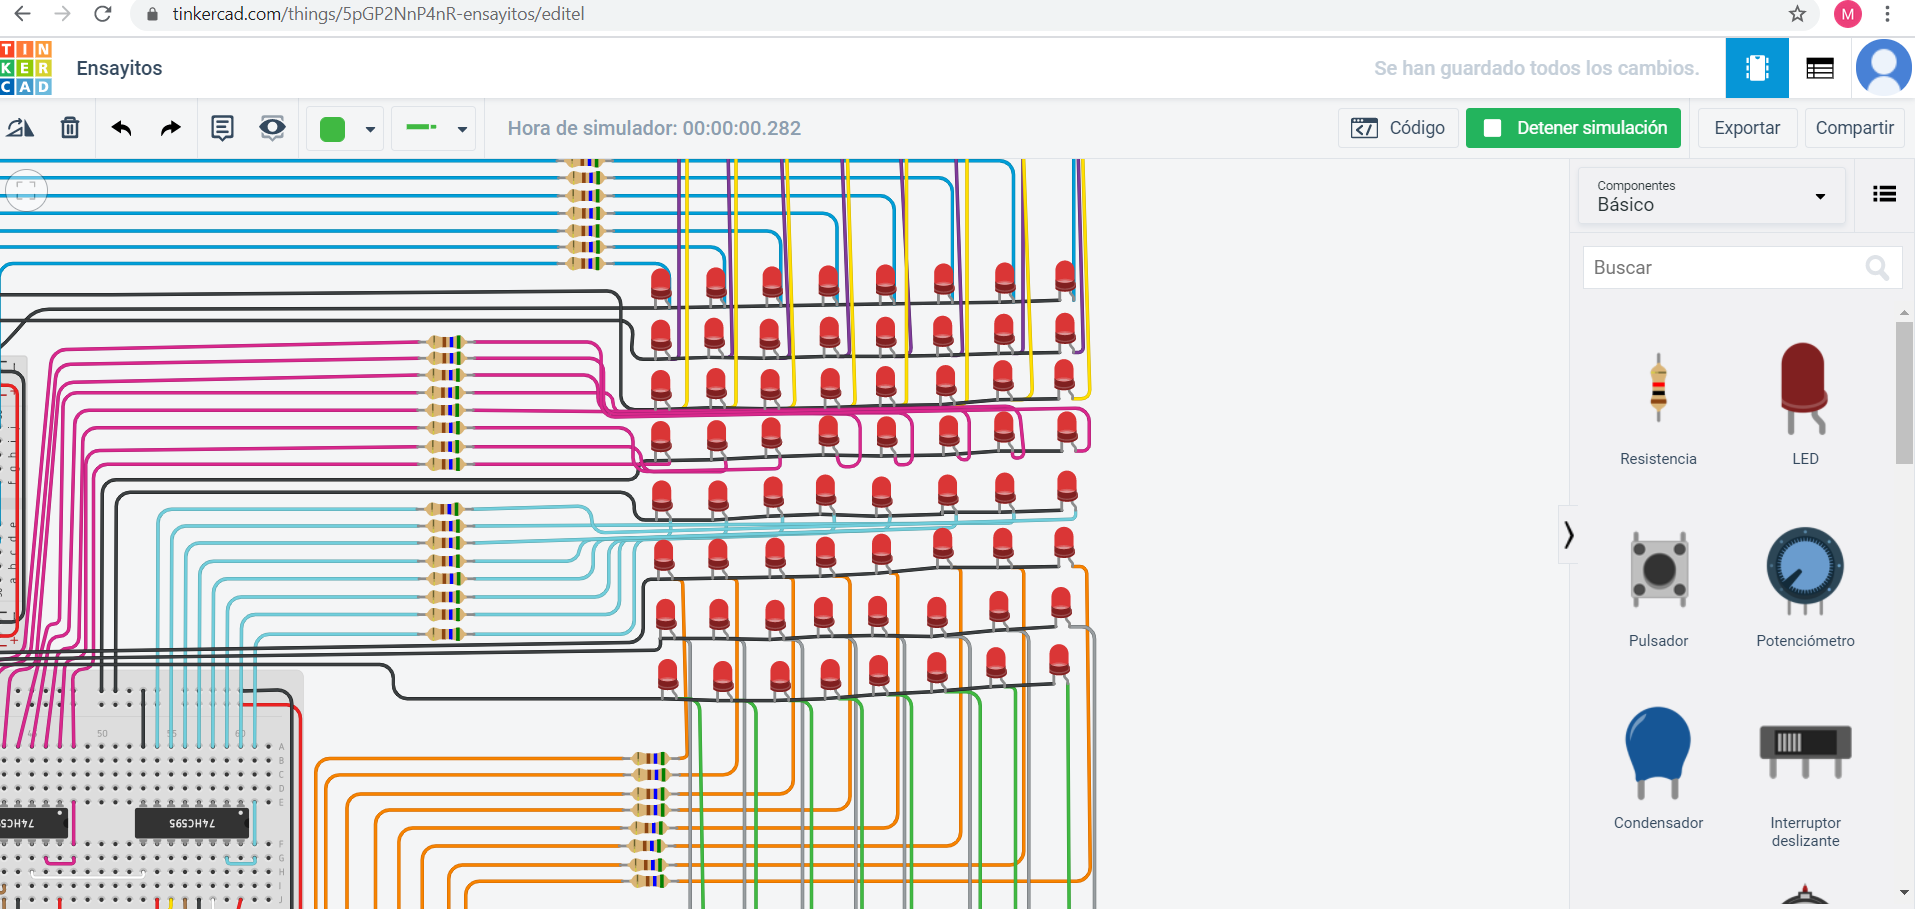 tinkercad.com/things/5pGP2NnP4nR-ensayitos/editel
M
TIN
KER
CAD
Ensayitos
Se han guardado todos los cambios.
Hora de simulador: 00:00:00.282
Código
Detener simulación
Exportar
Compartir
Componentes
Básico
Buscar
Resistencia
LED
Pulsador
Potenciómetro
Condensador
Interruptor
deslizante
50
55
60
A
B
C
D
E
74HC595
F
G
H
I
J
a b c d e
f g h i j